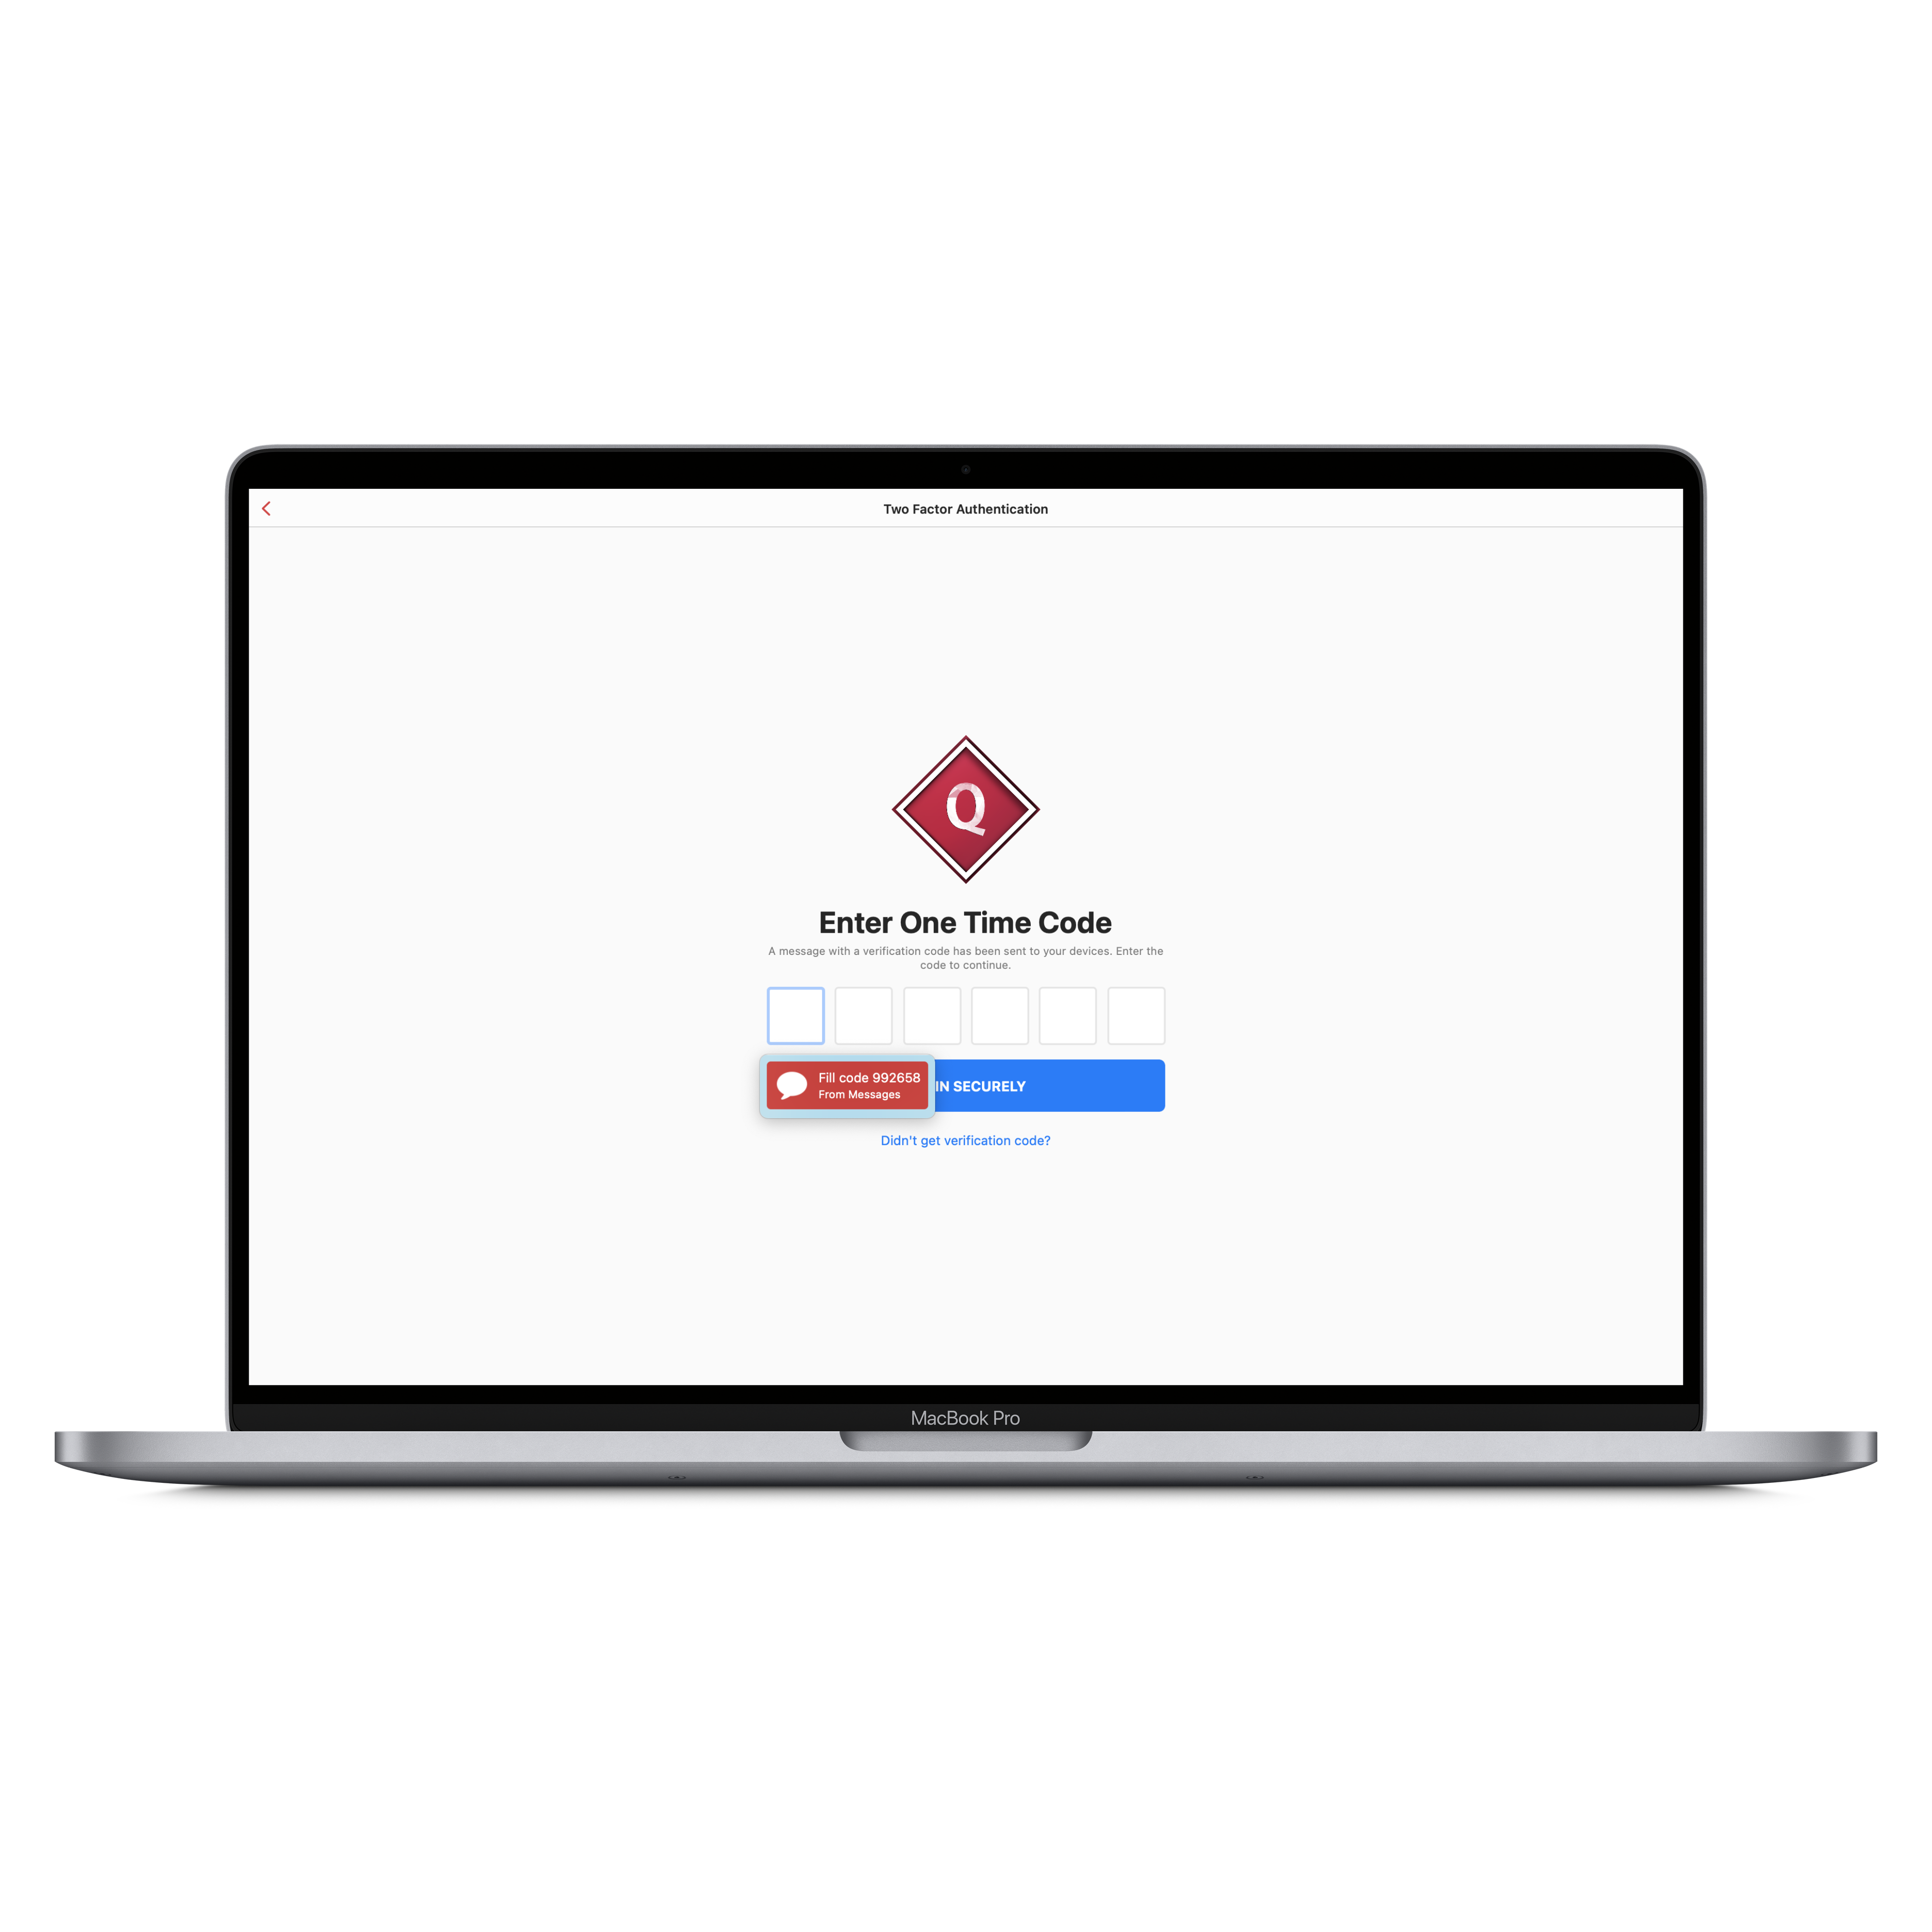 Two Factor Authentication
Q
Enter One Time Code
A message with a verification code has been sent to your devices. Enter the
code to continue.
Fill code 992658
From Messages
IN SECURELY
Didn't get verification code?
MacBook Pro